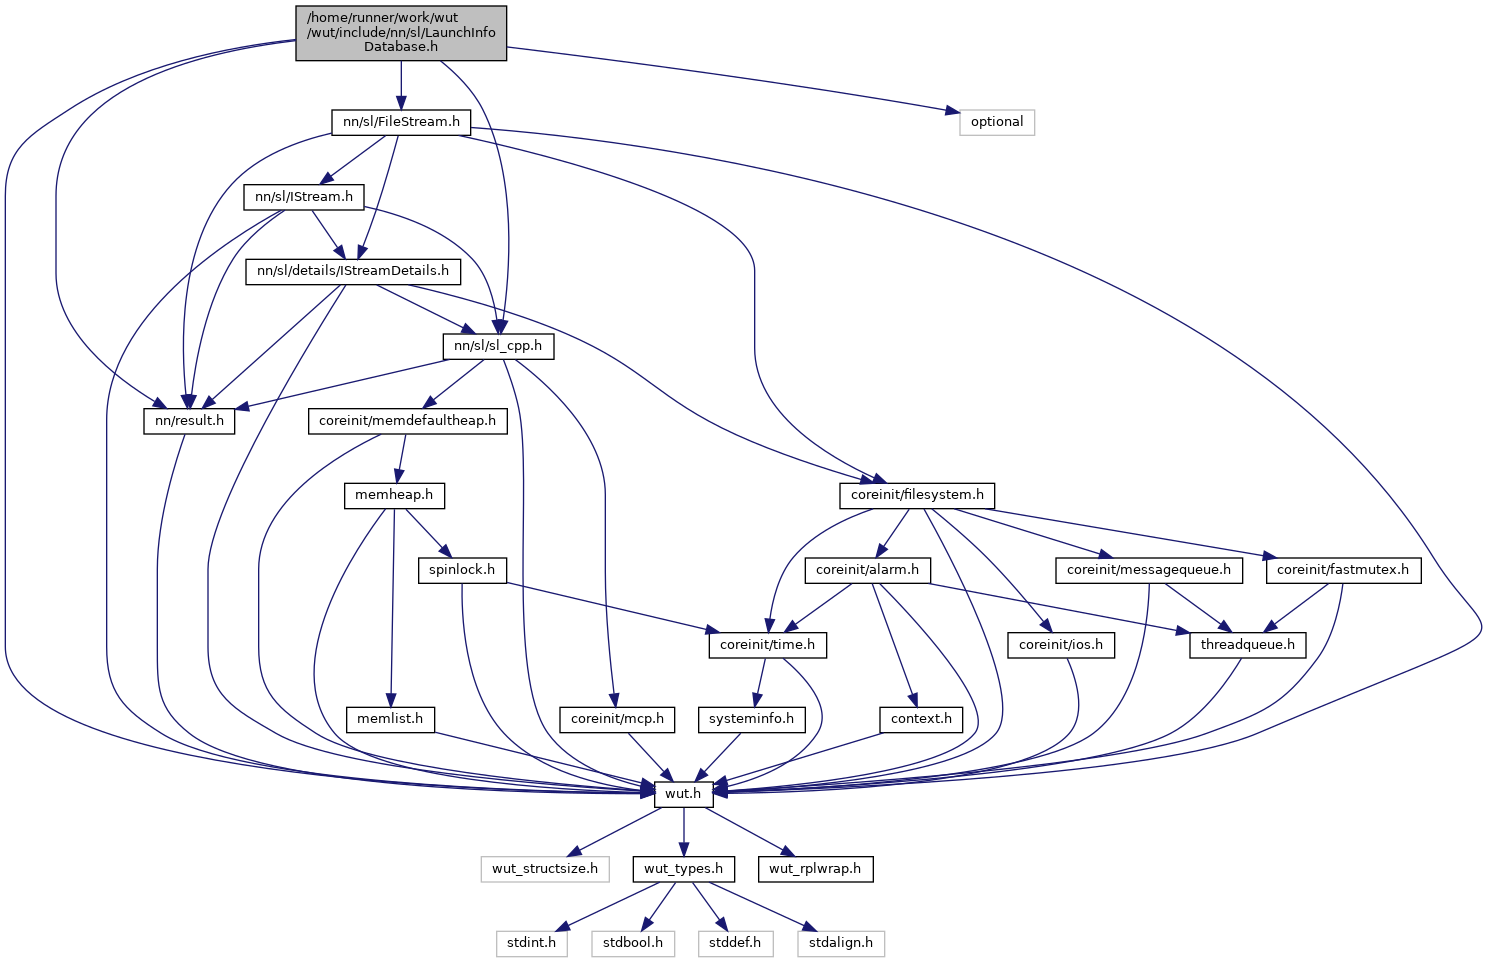 /home/runner/work/wut
/wut/include/nn/sl/LaunchInfo
Database.h
nn/sl/FileStream.h
optional
nn/sl/IStream.h
nn/sl/details/IStreamDetails.h
nn/sl/sl_cpp.h
nn/result.h
coreinit/memdefaultheap.h
memheap.h
coreinit/filesystem.h
spinlock.h
coreinit/alarm.h
coreinit/messagequeue.h
coreinit/fastmutex.h
coreinit/time.h
coreinit/ios.h
threadqueue.h
memlist.h
coreinit/mcp.h
systeminfo.h
context.h
wut.h
wut_structsize.h
wut_types.h
wut_rplwrap.h
stdint.h
stdbool.h
stddef.h
stdalign.h